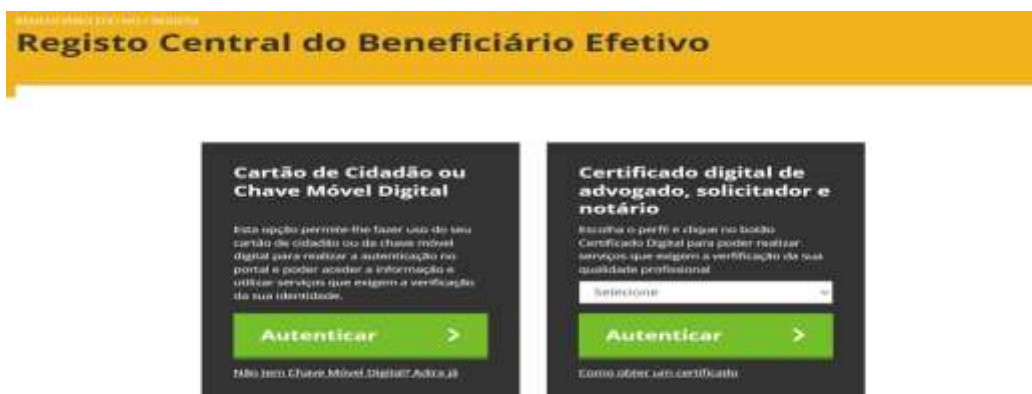 Registo Central do Beneficiário Efetivo
Cartão de Cidadão ou
Chave Móvel Digital
Esta opção permite-lhe fazer uso do seu
cartão de cidadão ou da chave móvel
digital para realizar a autenticação no
portal e poder aceder a informação e
utilizar serviços que exigem a verificação
da sua identidade.
Autenticar >
Não tem Chave Móvel Digital? Adira já
Certificado digital de
advogado, solicitador e
notário
Escolha o perfil e clique no botão
Certificado Digital para poder realizar
serviços que exigem a verificação da sua
qualidade profissional
Selecione
Autenticar >
Como obter um certificado